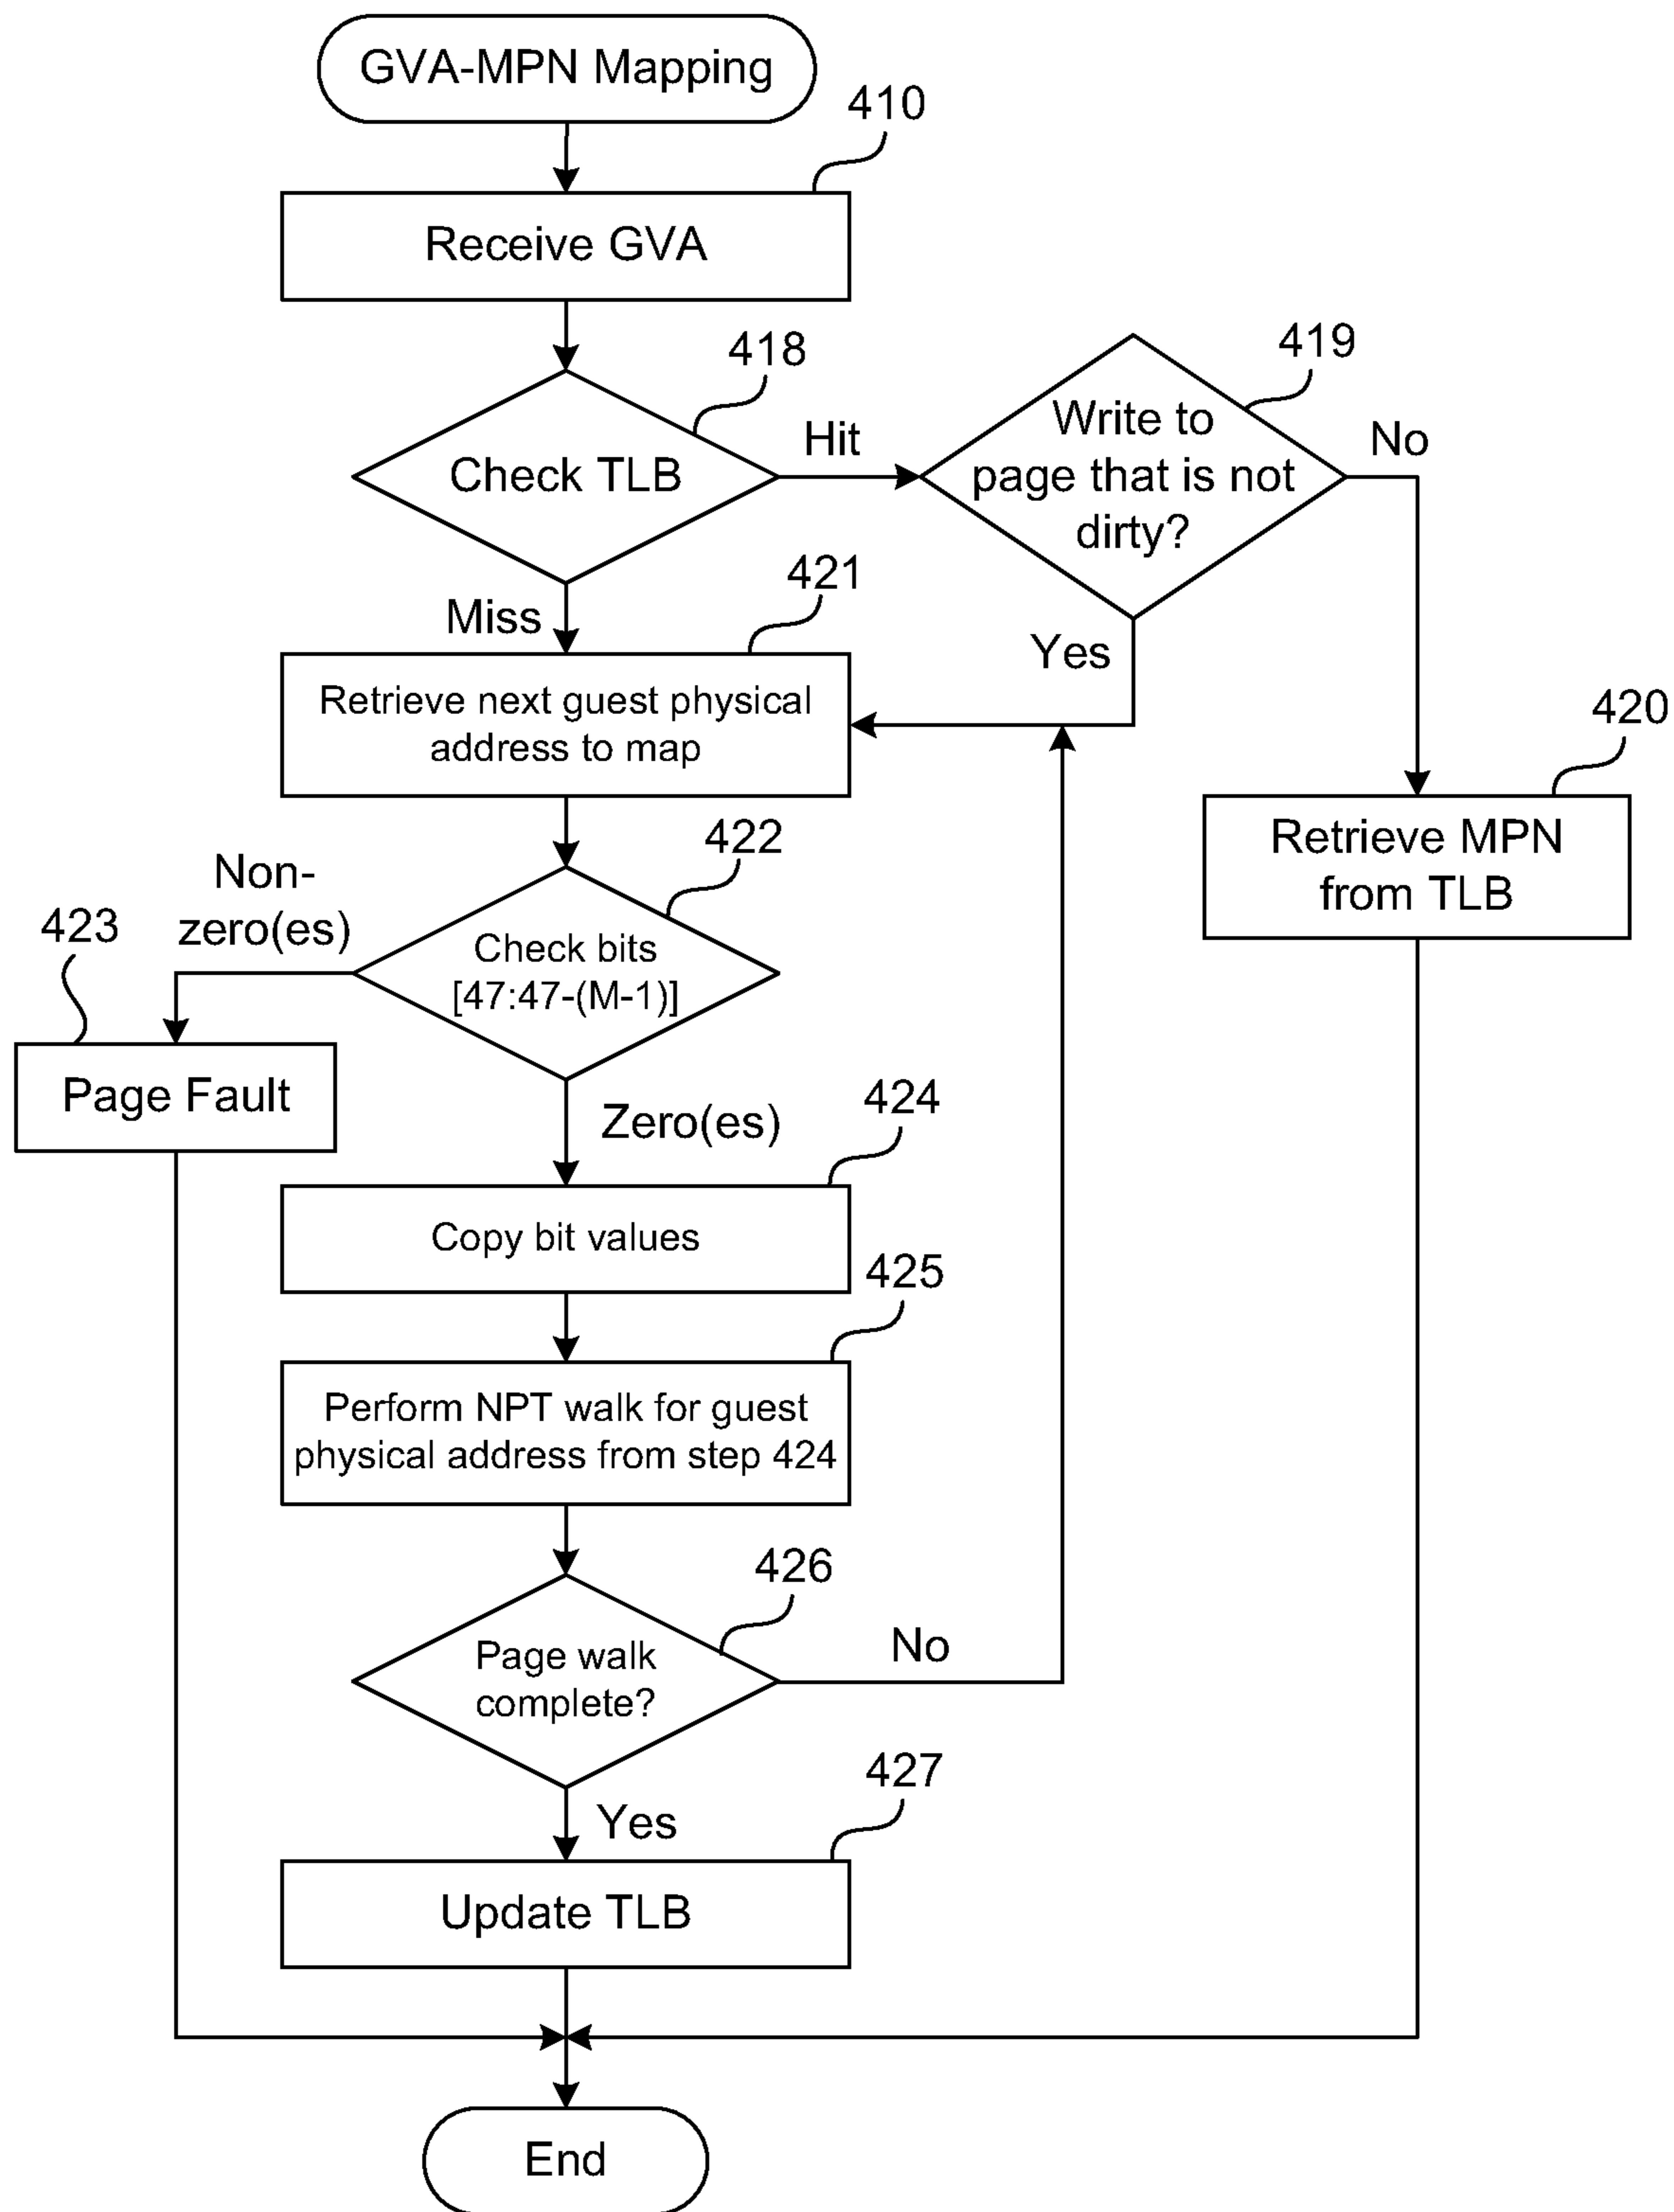 GVA-MPN Mapping
410
Receive GVA
418
419
Check TLB
Hit
Write to
page that is not
dirty?
No
Miss
421
Yes
Retrieve next guest physical
address to map
420
Retrieve MPN
from TLB
422
Non-
zero(es)
423
Check bits
[47:47-(M-1)]
Page Fault
Zero(es)
424
Copy bit values
425
Perform NPT walk for guest
physical address from step 424
426
Page walk
complete?
No
427
Yes
Update TLB
End